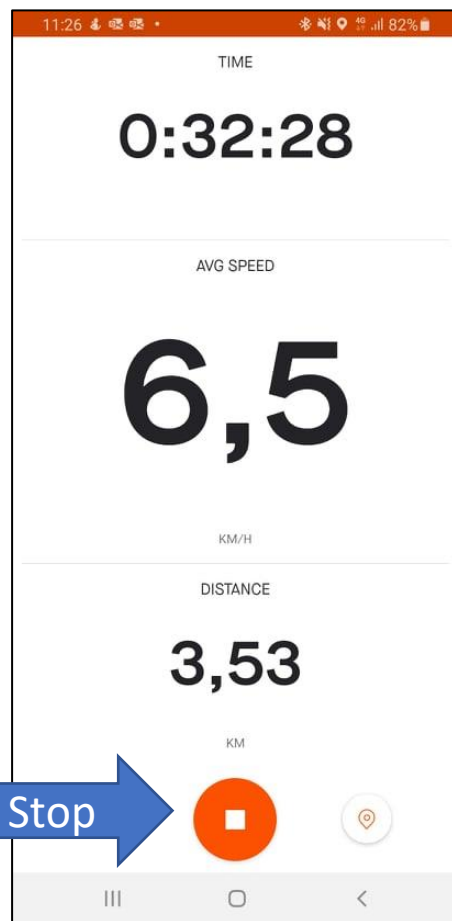 11:26 82%
TIME
0:32:28
AVG SPEED
6,5
KM/H
DISTANCE
3,53
KM
Stop